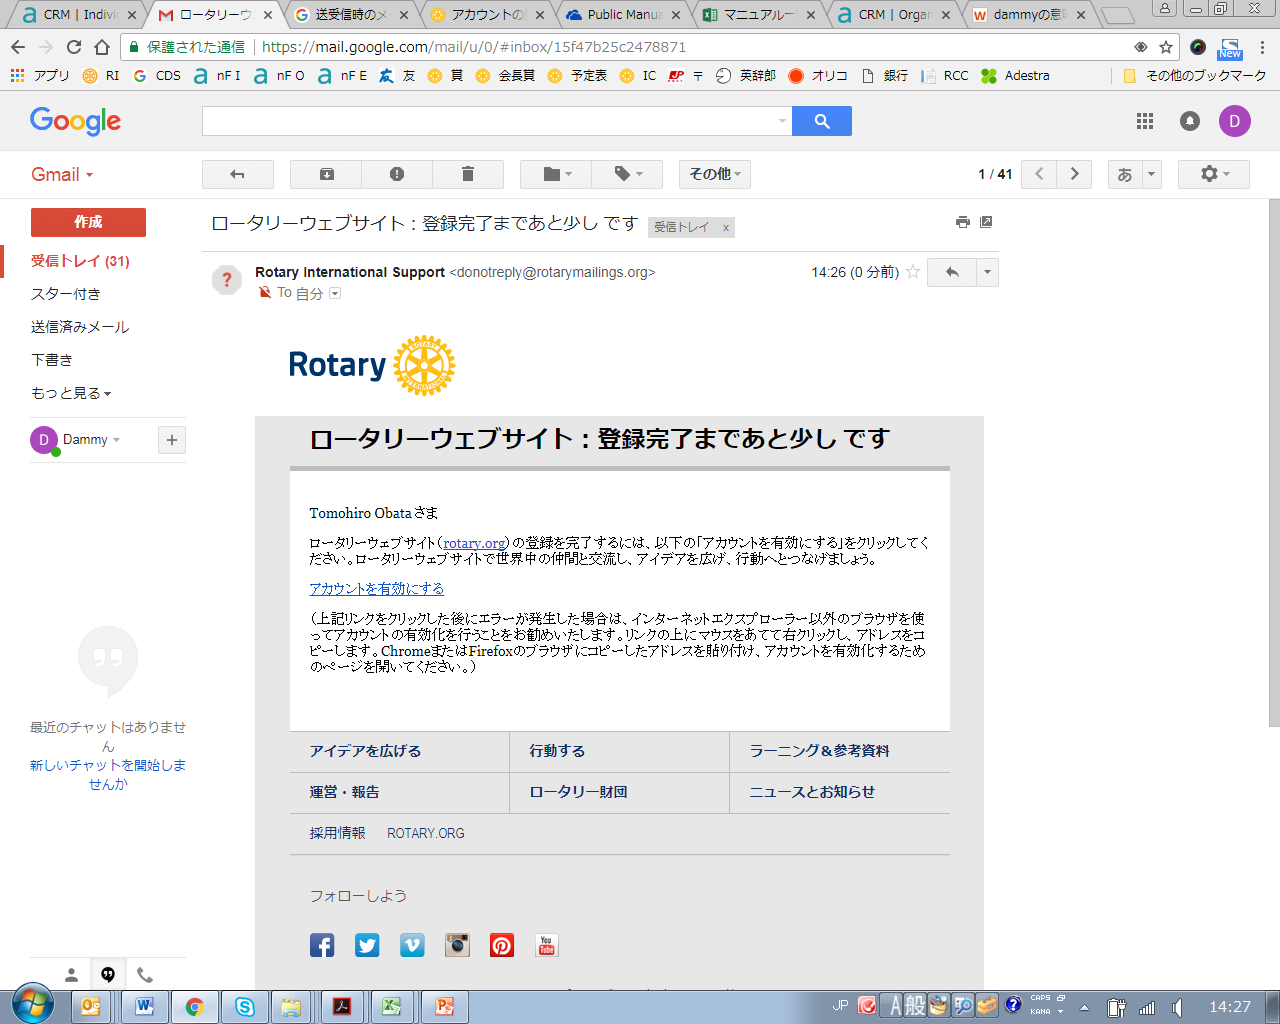 CRM | Individ
ロータリーウ
送受信時のメ
アカウントの
Public Manua
マニュアルー
CRM | Organ
dammyの意
保護された通信
https://mail.google.com/mail/u/0/#inbox/15f47b25c2478871
New
アプリ RI CDS nF I nF O nF E 友 賞 会長賞 予定表 IC 〒 英辞郎 オリコ 銀行 RCC Adestra その他のブックマーク
Google
D
Gmail
その他
1 / 41
あ
作成
ロータリーウェブサイト：登録完了まであと少し です 受信トレイ x
受信トレイ (31)
スター付き
送信済みメール
下書き
もっと見る
D Dammy
+
Rotary International Support <donotreply@rotarymailings.org>
14:26 (0 分前)
To 自分
Rotary
ロータリーウェブサイト：登録完了まであと少し です
Tomohiro Obataさま
ロータリーウェブサイト（rotary.org）の登録を完了するには、以下の「アカウントを有効にする」をクリックしてく
ださい。ロータリーウェブサイトで世界中の仲間と交流し、アイデアを広げ、行動へとつなげましょう。
アカウントを有効にする
（上記リンクをクリックした後にエラーが発生した場合は、インターネットエクスプローラー以外のブラウザを使
ってアカウントの有効化を行うことをお勧めいたします。リンクの上にマウスをあてて右クリックし、アドレスをコ
ピーします。ChromeまたはFirefoxのブラウザにコピーしたアドレスを貼り付け、アカウントを有効化するため
のページを開いてください。）
アイデアを広げる 行動する ラーニング＆参考資料
運営・報告 ロータリー財団 ニュースとお知らせ
採用情報 ROTARY.ORG
フォローしよう
You Tube
最近のチャットはありませ
ん
新しいチャットを開始しま
せんか
JP A 般 CAPS KANA
14:27